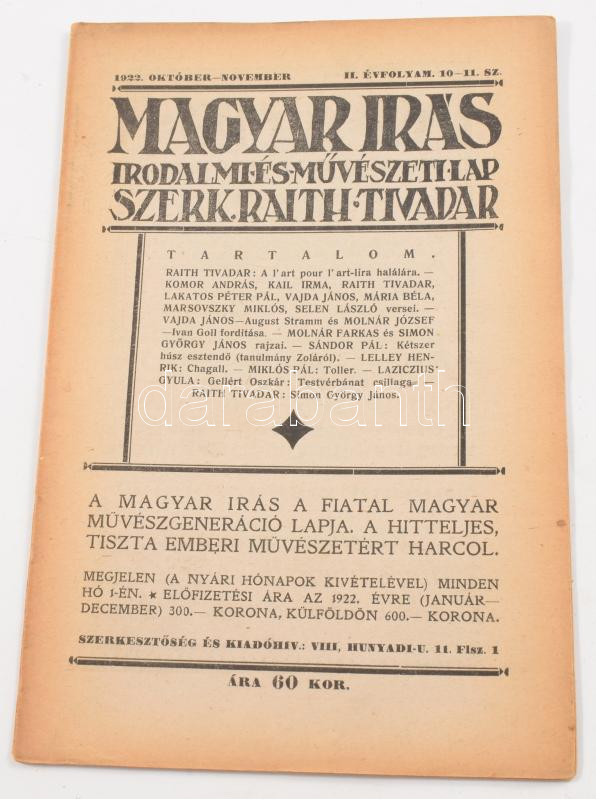 1922. OKTÓBER—NOVEMBER II. ÉVFOLYAM. 10—11. SZ.
MAGYAR IRÁS
IRODALMI·ÉS·MŰVÉSZETI·LAP
SZERK·RAITH·TIVADAR
TARTALOM.
RAITH TIVADAR: A l'art pour l'art-líra halálára. —
KOMOR ANDRÁS, KAIL IRMA, RAITH TIVADAR,
LAKATOS PÉTER PÁL, VAJDA JÁNOS, MÁRIA BÉLA,
MARSOVSZKY MIKLÓS, SELEN LÁSZLÓ versei. —
VAJDA JÁNOS—August Stramm és MOLNÁR JÓZSEF
—Ivan Goll fordítása. — MOLNÁR FARKAS és SIMON
GYÖRGY JÁNOS rajzai. — SÁNDOR PÁL: Kétszer
húsz esztendő (tanulmány Zoláról). — LELLEY HEN-
RIK: Chagall. — MIKLÓS PÁL: Toller. — LAZICZIUS
GYULA: Gellért Oszkár: Testvérbánat csillaga. —
RAITH TIVADAR: Simon György János.
darabanth
A MAGYAR IRÁS A FIATAL MAGYAR
MŰVÉSZGENERÁCIÓ LAPJA. A HITTELJES,
TISZTA EMBERI MŰVÉSZETÉRT HARCOL.
MEGJELEN (A NYÁRI HÓNAPOK KIVÉTELÉVEL) MINDEN
HÓ 1-ÉN. ★ ELŐFIZETÉSI ÁRA AZ 1922. ÉVRE (JANUÁR—
DECEMBER) 300.— KORONA, KÜLFÖLDÖN 600.— KORONA.
SZERKESZTŐSÉG ÉS KIADÓHIV.: VIII, HUNYADI-U. 11. Flsz. 1
ÁRA 60 KOR.